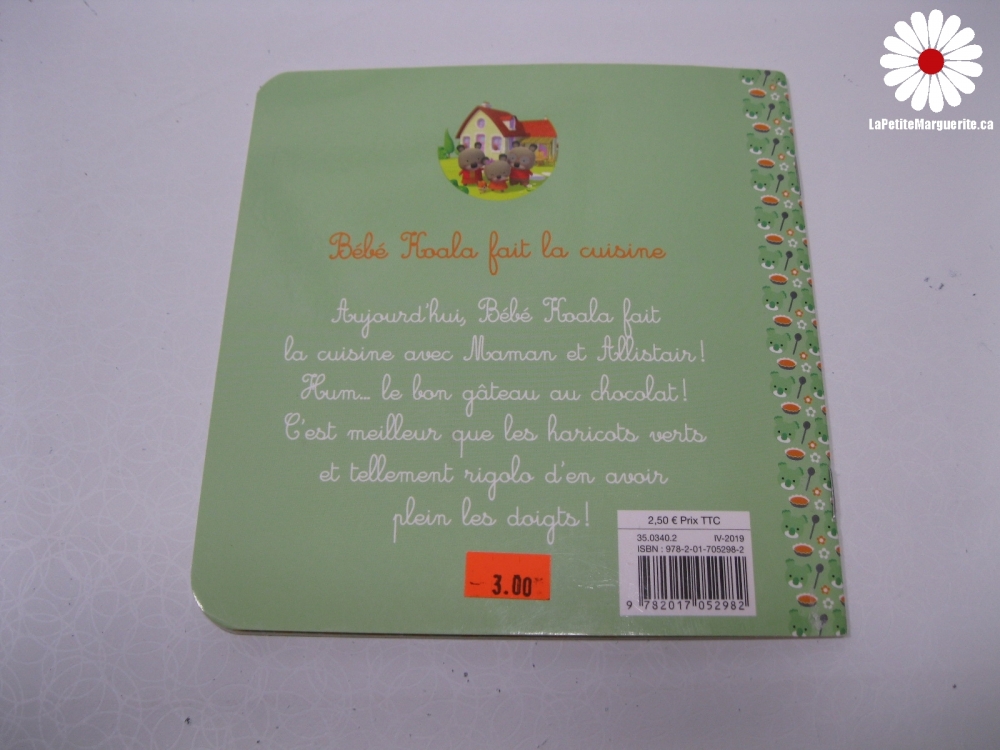 LaPetiteMarguerite.ca
Bébé Koala fait la cuisine
Aujourd'hui, Bébé Koala fait
la cuisine avec Maman et Allistair !
Hum... le bon gâteau au chocolat !
C'est meilleur que les haricots verts
et tellement rigolo d'en avoir
plein les doigts !
2,50 € Prix TTC
35.0340.2 IV-2019
ISBN : 978-2-01-705298-2
9 782017 052982
3.00